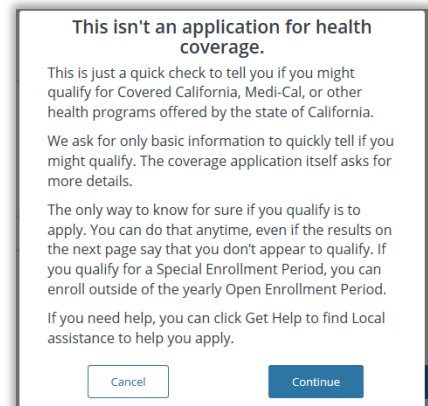 This isn't an application for health
coverage.
This is just a quick check to tell you if you might
qualify for Covered California, Medi-Cal, or other
health programs offered by the state of California.
We ask for only basic information to quickly tell if you
might qualify. The coverage application itself asks for
more details.
The only way to know for sure if you qualify is to
apply. You can do that anytime, even if the results on
the next page say that you don't appear to qualify. If
you qualify for a Special Enrollment Period, you can
enroll outside of the yearly Open Enrollment Period.
If you need help, you can click Get Help to find Local
assistance to help you apply.
Cancel
Continue